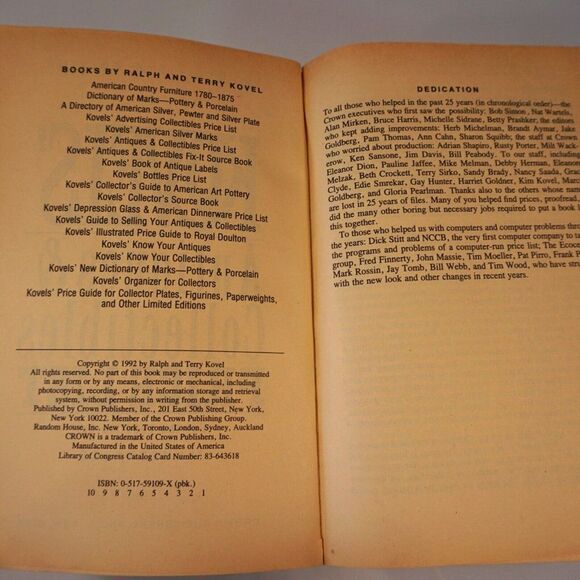 BOOKS BY RALPH AND TERRY KOVEL
American Country Furniture 1780–1875
Dictionary of Marks—Pottery & Porcelain
A Directory of American Silver, Pewter and Silver Plate
Kovels' Advertising Collectibles Price List
Kovels' American Silver Marks
Kovels' Antiques & Collectibles Price List
Kovels' Antiques & Collectibles Fix-It Source Book
Kovels' Book of Antique Labels
Kovels' Bottles Price List
Kovels' Collector's Guide to American Art Pottery
Kovels' Collector's Source Book
Kovels' Depression Glass & American Dinnerware Price List
Kovels' Guide to Selling Your Antiques & Collectibles
Kovels' Illustrated Price Guide to Royal Doulton
Kovels' Know Your Antiques
Kovels' Know Your Collectibles
Kovels' New Dictionary of Marks—Pottery & Porcelain
Kovels' Organizer for Collectors
Kovels' Price Guide for Collector Plates, Figurines, Paperweights,
and Other Limited Editions
Copyright © 1992 by Ralph and Terry Kovel
All rights reserved. No part of this book may be reproduced or transmitted
in any form or by any means, electronic or mechanical, including
photocopying, recording, or by any information storage and retrieval
system, without permission in writing from the publisher.
Published by Crown Publishers, Inc., 201 East 50th Street, New York,
New York 10022. Member of the Crown Publishing Group.
Random House, Inc. New York, Toronto, London, Sydney, Auckland
CROWN is a trademark of Crown Publishers, Inc.
Manufactured in the United States of America
Library of Congress Catalog Card Number: 83-643618
ISBN: 0-517-59109-X (pbk.)
10 9 8 7 6 5 4 3 2 1
DEDICATION
To all those who helped in the past 25 years (in chronological order)—the
Crown executives who first saw the possibility: Bob Simon, Nat Wartels,
Alan Mirken, Bruce Harris, Michelle Sidrane, Betty Prashker; the editors
who kept adding improvements: Herb Michelman, Brandt Aymar, Jake
Goldberg, Pam Thomas, Ann Cahn, Sharon Squibb; the staff at Crown
who worried about production: Adrian Shapiro, Rusty Porter, Milt Wack-
erow, Ken Sansone, Jim Davis, Bill Peabody. To our staff, including
Eleanor Dion, Pauline Jaffee, Mike Melman, Debby Herman, Eleanor
Melzak, Beth Crockett, Terry Sirko, Sandy Brady, Nancy Saada, Grace
Clyde, Edie Smrekar, Gay Hunter, Harriet Goldner, Kim Kovel, Marcia
Goldberg, and Gloria Pearlman. Thanks also to the others whose names
are lost in 25 years of files. Many of you helped find prices, proofread,
did the many other boring but necessary jobs required to put a book like
this together.
To those who helped us with computers and computer problems through
the years: Dick Stitt and NCCB, the very first computer company to
the programs and problems of a computer-run price list; The
group, Fred Finnerty, John Massie, Tim Moeller, Pat Pirro, Frank
Mark Rossin, Jay Tomb, Bill Webb, and Tim Wood, who have
with the new look and other changes in recent years.